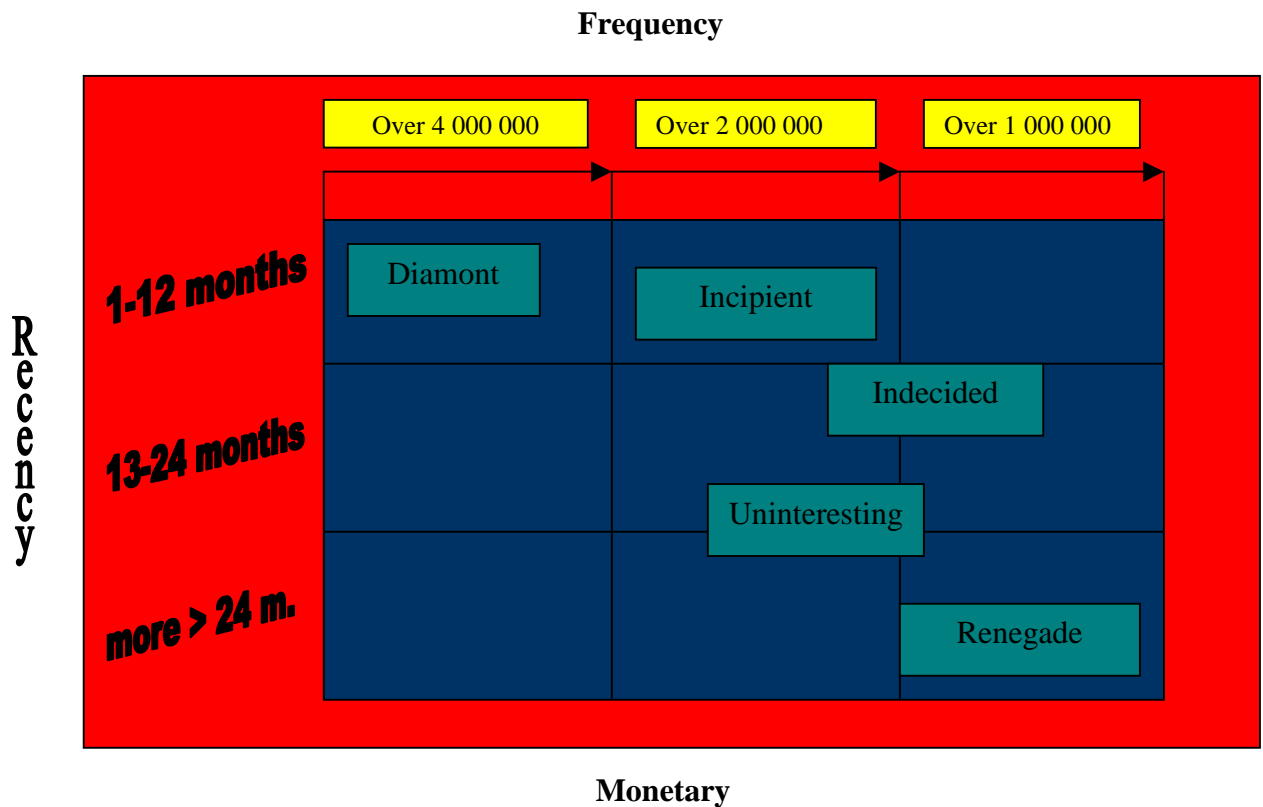 Frequency
Over 4 000 000
Over 2 000 000
Over 1 000 000
Recency
1-12 months
Diamont
Incipient
Indecided
13-24 months
Uninteresting
more > 24 m.
Renegade
Monetary